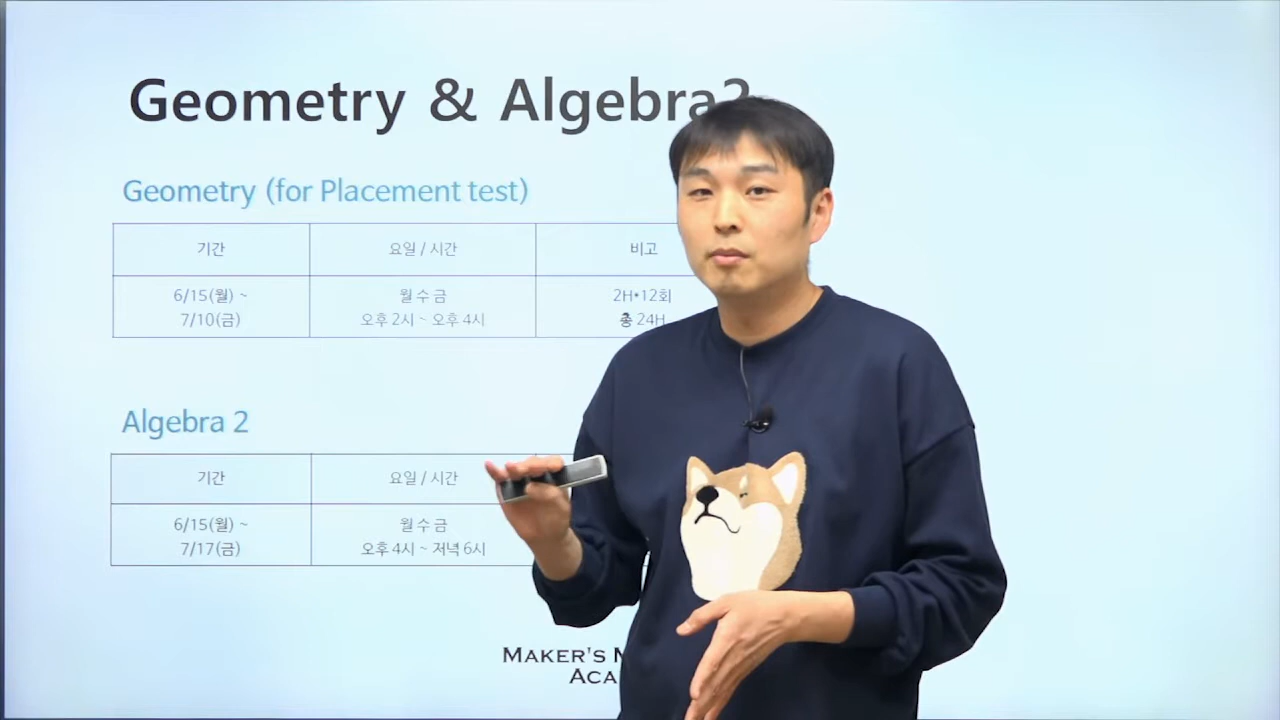 Geometry & Algebra2
Geometry (for Placement test)
기간 요일 / 시간 비고
6/15(월) ~ 월 수 금 2H•12회
7/10(금) 오후 2시 ~ 오후 4시 총 24H
Algebra 2
기간 요일 / 시간
6/15(월) ~ 월 수 금
7/17(금) 오후 4시 ~ 저녁 6시
MAKER'S